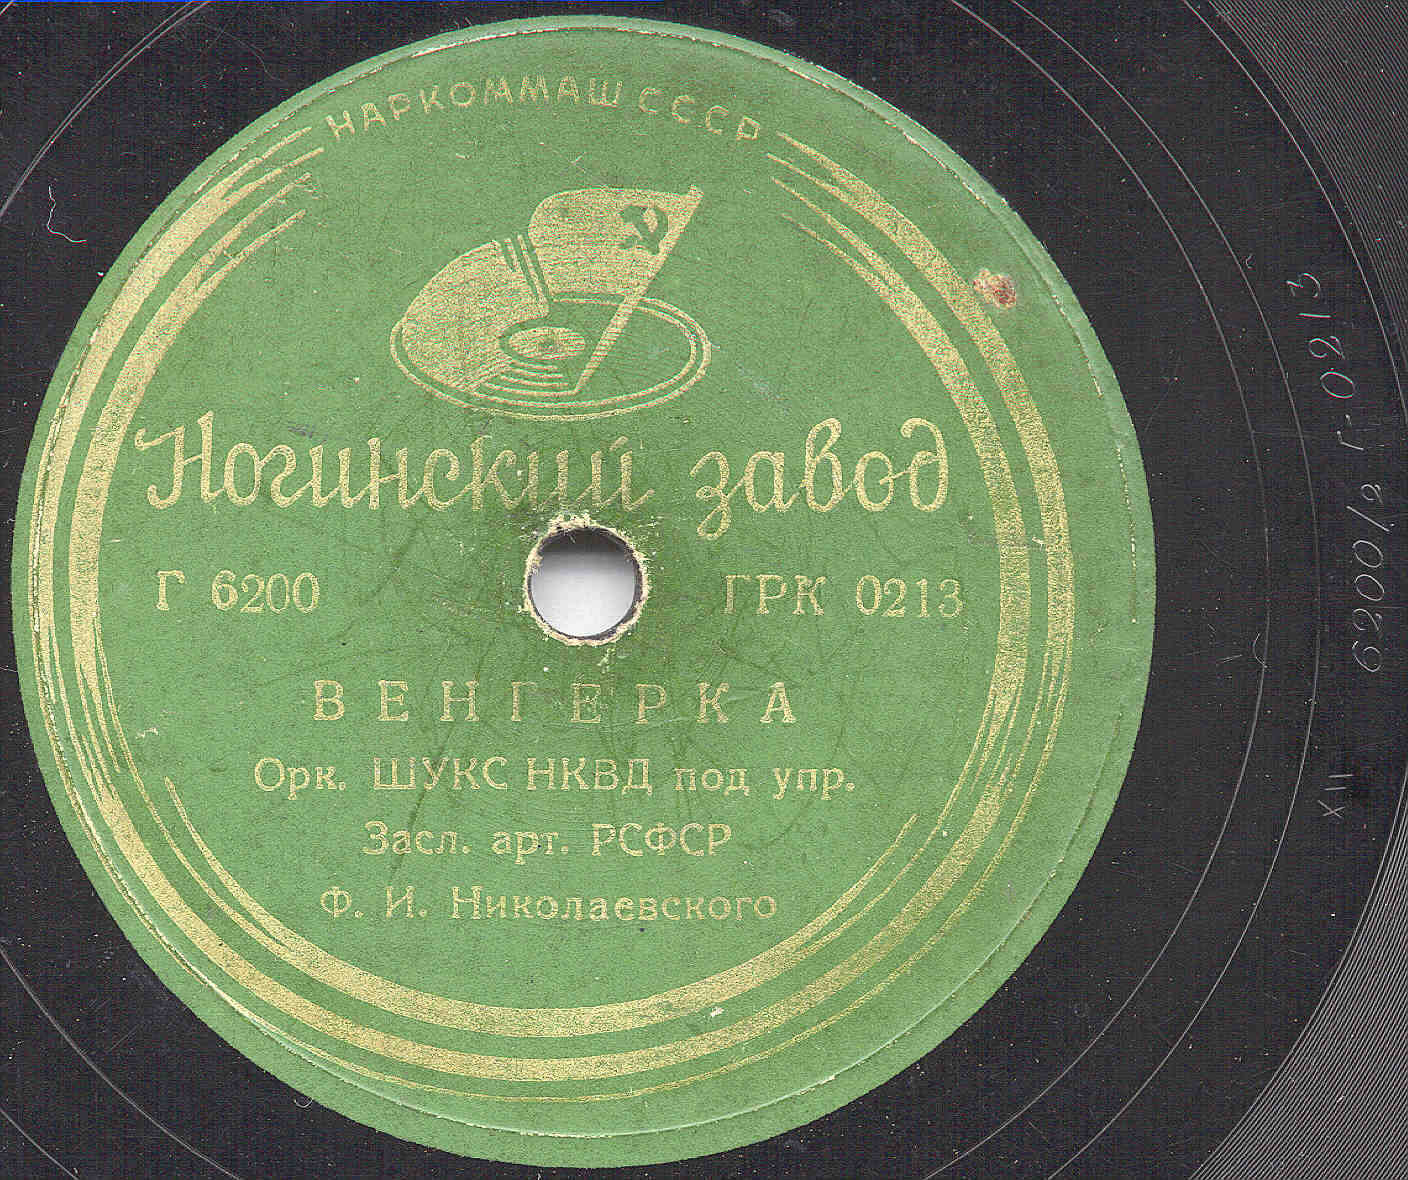 НАРКОММАШ СССР
Ногинский завод
Г 6200 ГРК 0213
ВЕНГЕРКА
Орк. ШУКС НКВД под упр.
Засл. арт. РСФСР
Ф. И. Николаевского
6200/2 Г-0213
XII